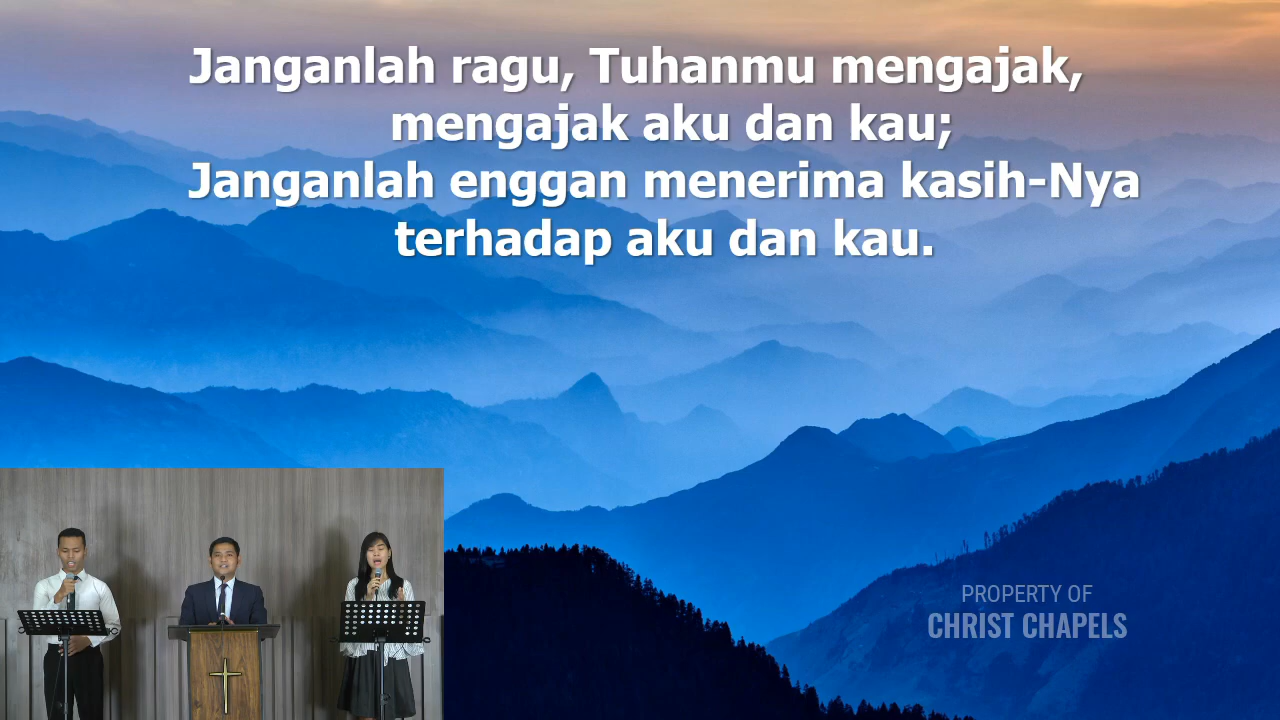 Janganlah ragu, Tuhanmu mengajak,
mengajak aku dan kau;
Janganlah enggan menerima kasih-Nya
terhadap aku dan kau.
PROPERTY OF
CHRIST CHAPELS